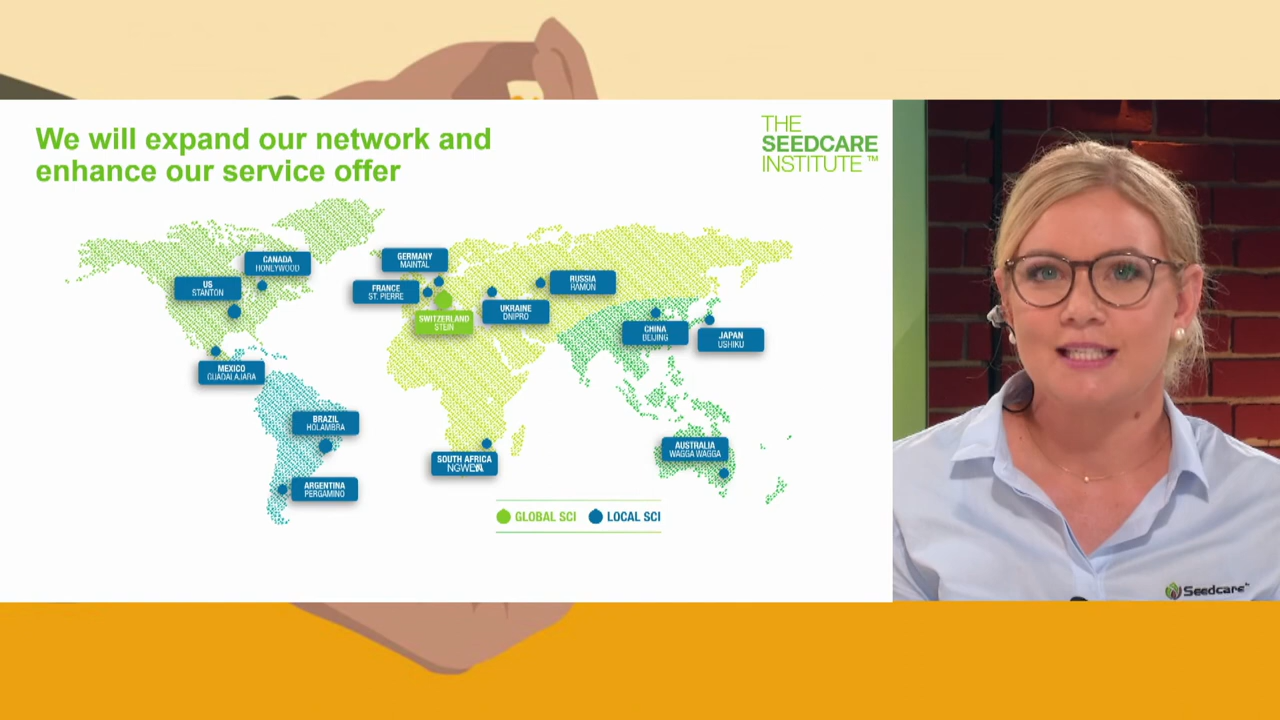 We will expand our network and
enhance our service offer
THE
SEEDCARE
INSTITUTE™
CANADA
HONEYWOOD
US
STANTON
MEXICO
GUADALAJARA
BRAZIL
HOLAMBRA
ARGENTINA
PERGAMINO
GERMANY
MAINTAL
FRANCE
ST. PIERRE
SWITZERLAND
STEIN
UKRAINE
DNIPRO
RUSSIA
RAMON
CHINA
BEIJING
JAPAN
USHIKU
SOUTH AFRICA
AUSTRALIA
WAGGA WAGGA
GLOBAL SCI
LOCAL SCI
Seedcare™